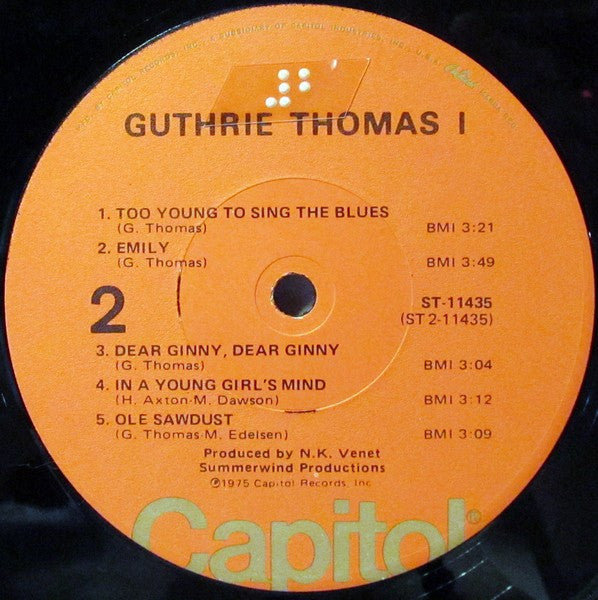 GUTHRIE THOMAS I
1. TOO YOUNG TO SING THE BLUES
(G. Thomas) BMI 3:21
2. EMILY
(G. Thomas) BMI 3:49
2
ST-11435
(ST2-11435)
3. DEAR GINNY, DEAR GINNY
(G. Thomas) BMI 3:04
4. IN A YOUNG GIRL'S MIND
(H. Axton-M. Dawson) BMI 3:12
5. OLE SAWDUST
(G. Thomas-M. Edelsen) BMI 3:09
Produced by N.K. Venet
Summerwind Productions
℗1975 Capitol Records, Inc.
Capitol®